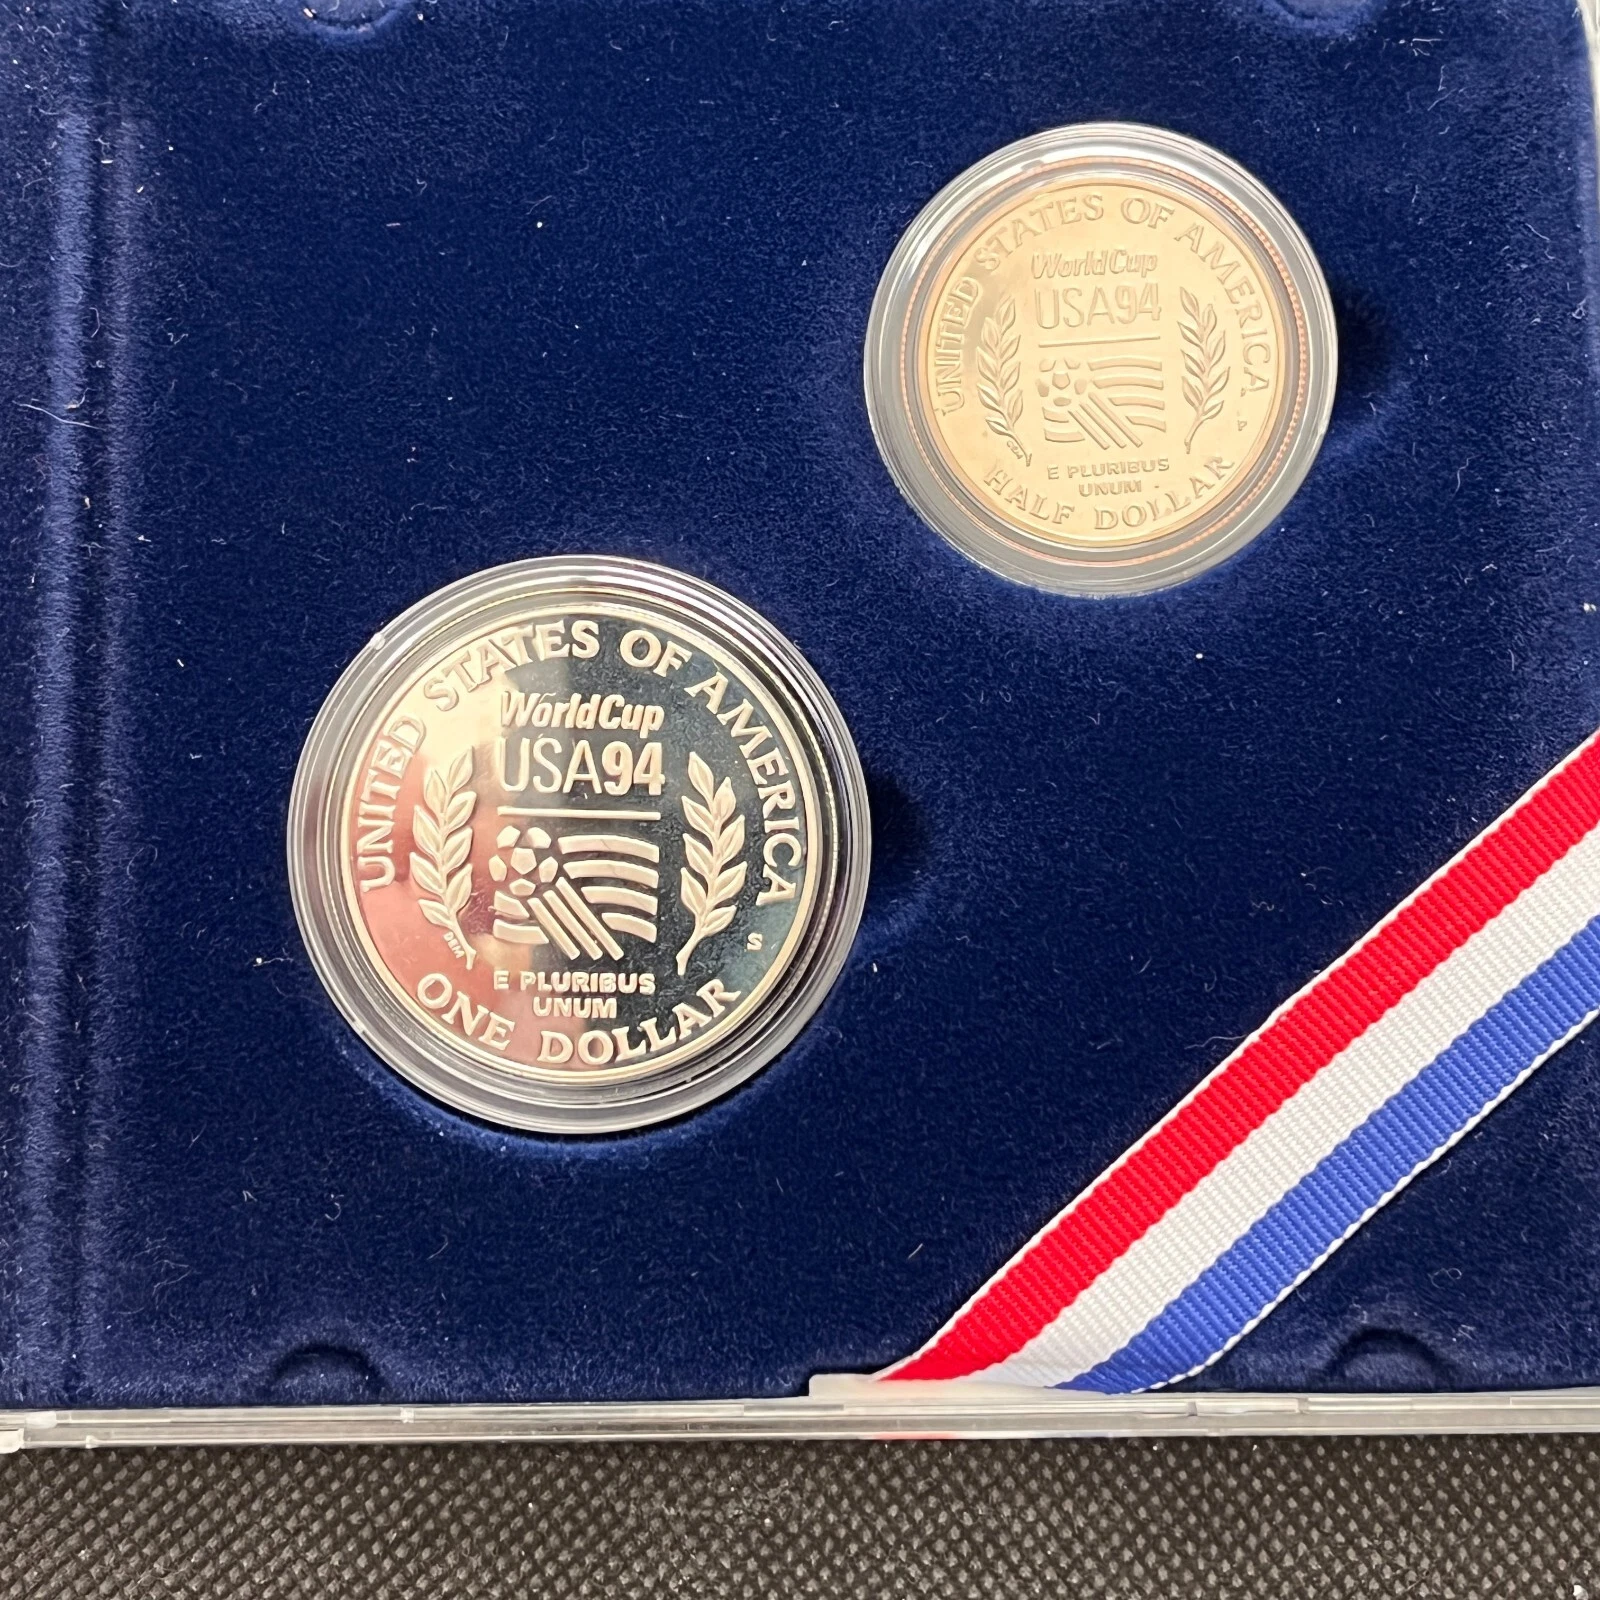 UNITED STATES OF AMERICA
WorldCup
USA94
E PLURIBUS
UNUM
HALF DOLLAR
P
UNITED STATES OF AMERICA
WorldCup
USA94
DEM
S
E PLURIBUS
UNUM
ONE DOLLAR